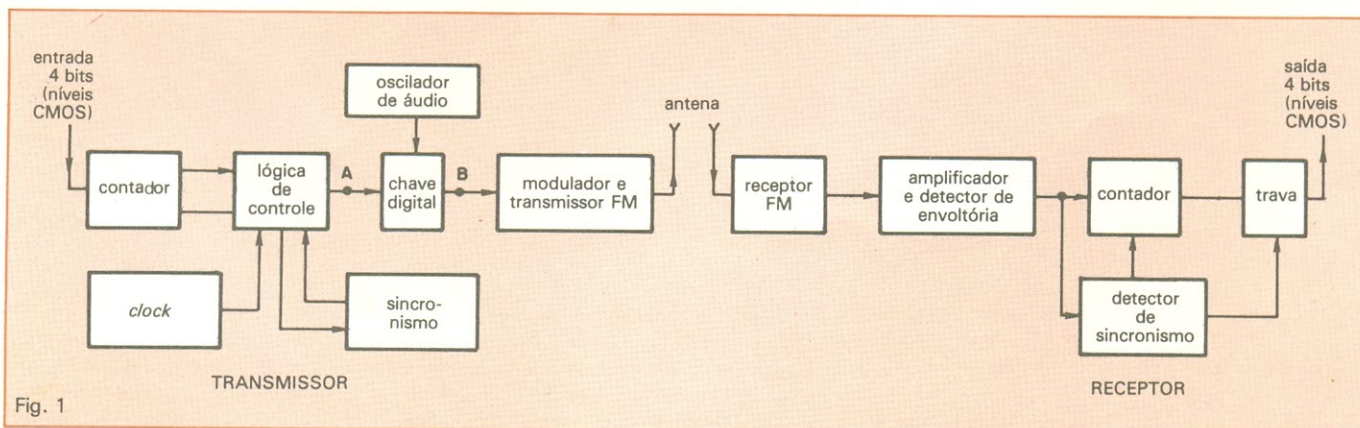 entrada
4 bits
(níveis
CMOS)
contador
lógica
de
controle
clock
sincro-
nismo
oscilador
de áudio
A
chave
digital
B
modulador e
transmissor FM
antena
receptor
FM
amplificador
e detector de
envoltória
contador
trava
detector
de
sincronismo
saída
4 bits
(níveis
CMOS)
TRANSMISSOR
RECEPTOR
Fig. 1